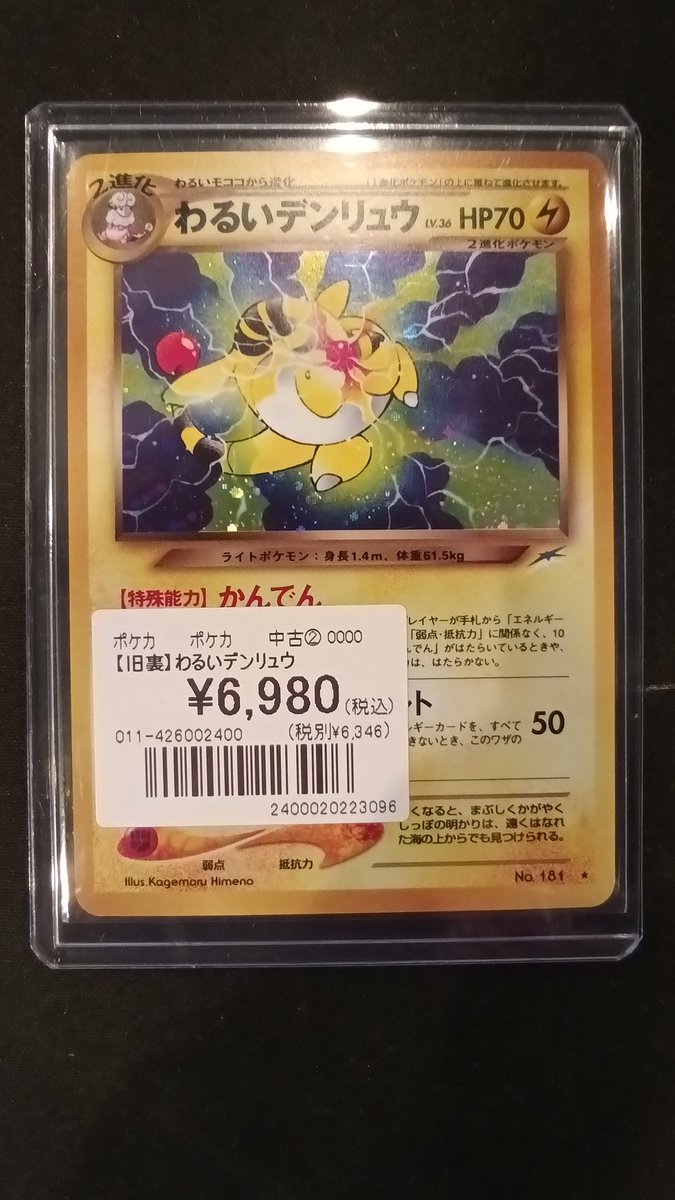 2進化
わるいモココから進化
1進化ポケモン」の上に重ねて進化させます。
わるいデンリュウ LV.36 HP70
2進化ポケモン
ライトポケモン：身長1.4m、体重61.5kg
【特殊能力】かんでん
レイヤーが手札から「エネルギー
「弱点・抵抗力」に関係なく、10
んでん」がはたらいているときや、
は、はたらかない。
ポケカ ポケカ 中古② 0000
【旧裏】わるいデンリュウ
¥6,980(税込)
011-426002400 (税別¥6,346)
2400020223096
ト 50
ギーカードを、すべて
きないとき、このワザの
くなると、まぶしくかがやく
しっぽの明かりは、遠くはなれ
た海の上からでも見つけられる。
弱点 抵抗力
Illus.Kagemaru Himeno
No. 181 ★